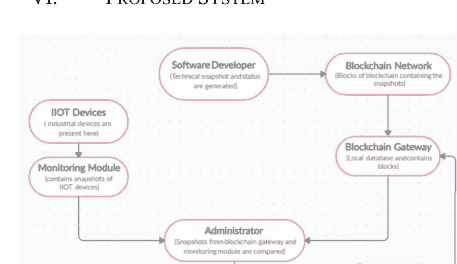 VI. PROPOSED SYSTEM
Software Developer
(Technical snapshot and status
are generated)
Blockchain Network
(Blocks of blockchain containing the
snapshots)
IIOT Devices
( industrial devices are
present here)
Blockchain Gateway
(Local database and contains
blocks)
Monitoring Module
(contains snapshots of
IIOT devices)
Administrator
(Snapshots from blockchain gateway and
monitoring module are compared)